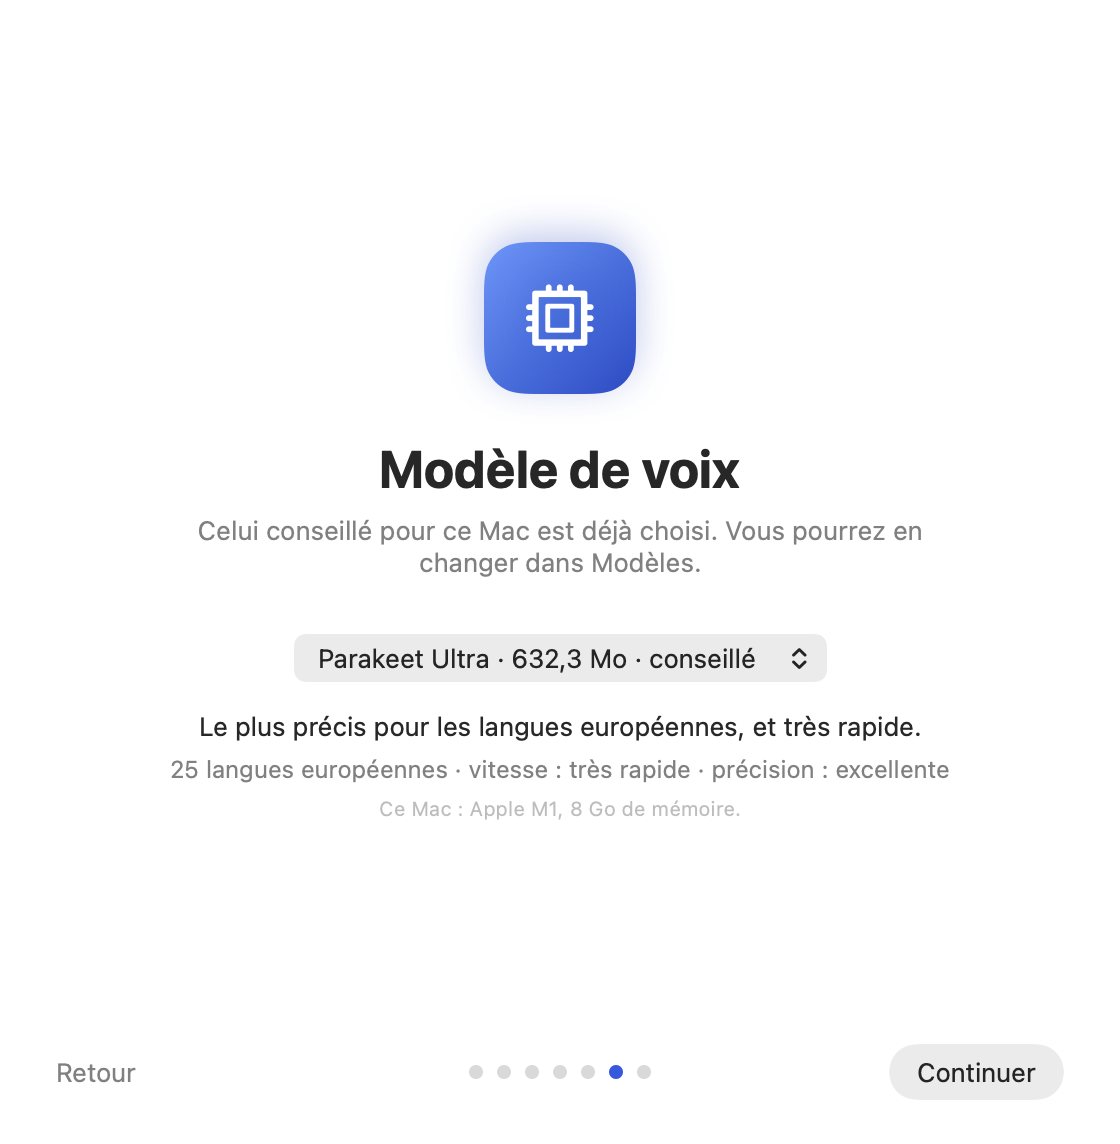 Modèle de voix
Celui conseillé pour ce Mac est déjà choisi. Vous pourrez en
changer dans Modèles.
Parakeet Ultra · 632,3 Mo · conseillé
Le plus précis pour les langues européennes, et très rapide.
25 langues européennes · vitesse : très rapide · précision : excellente
Ce Mac : Apple M1, 8 Go de mémoire.
Retour
Continuer